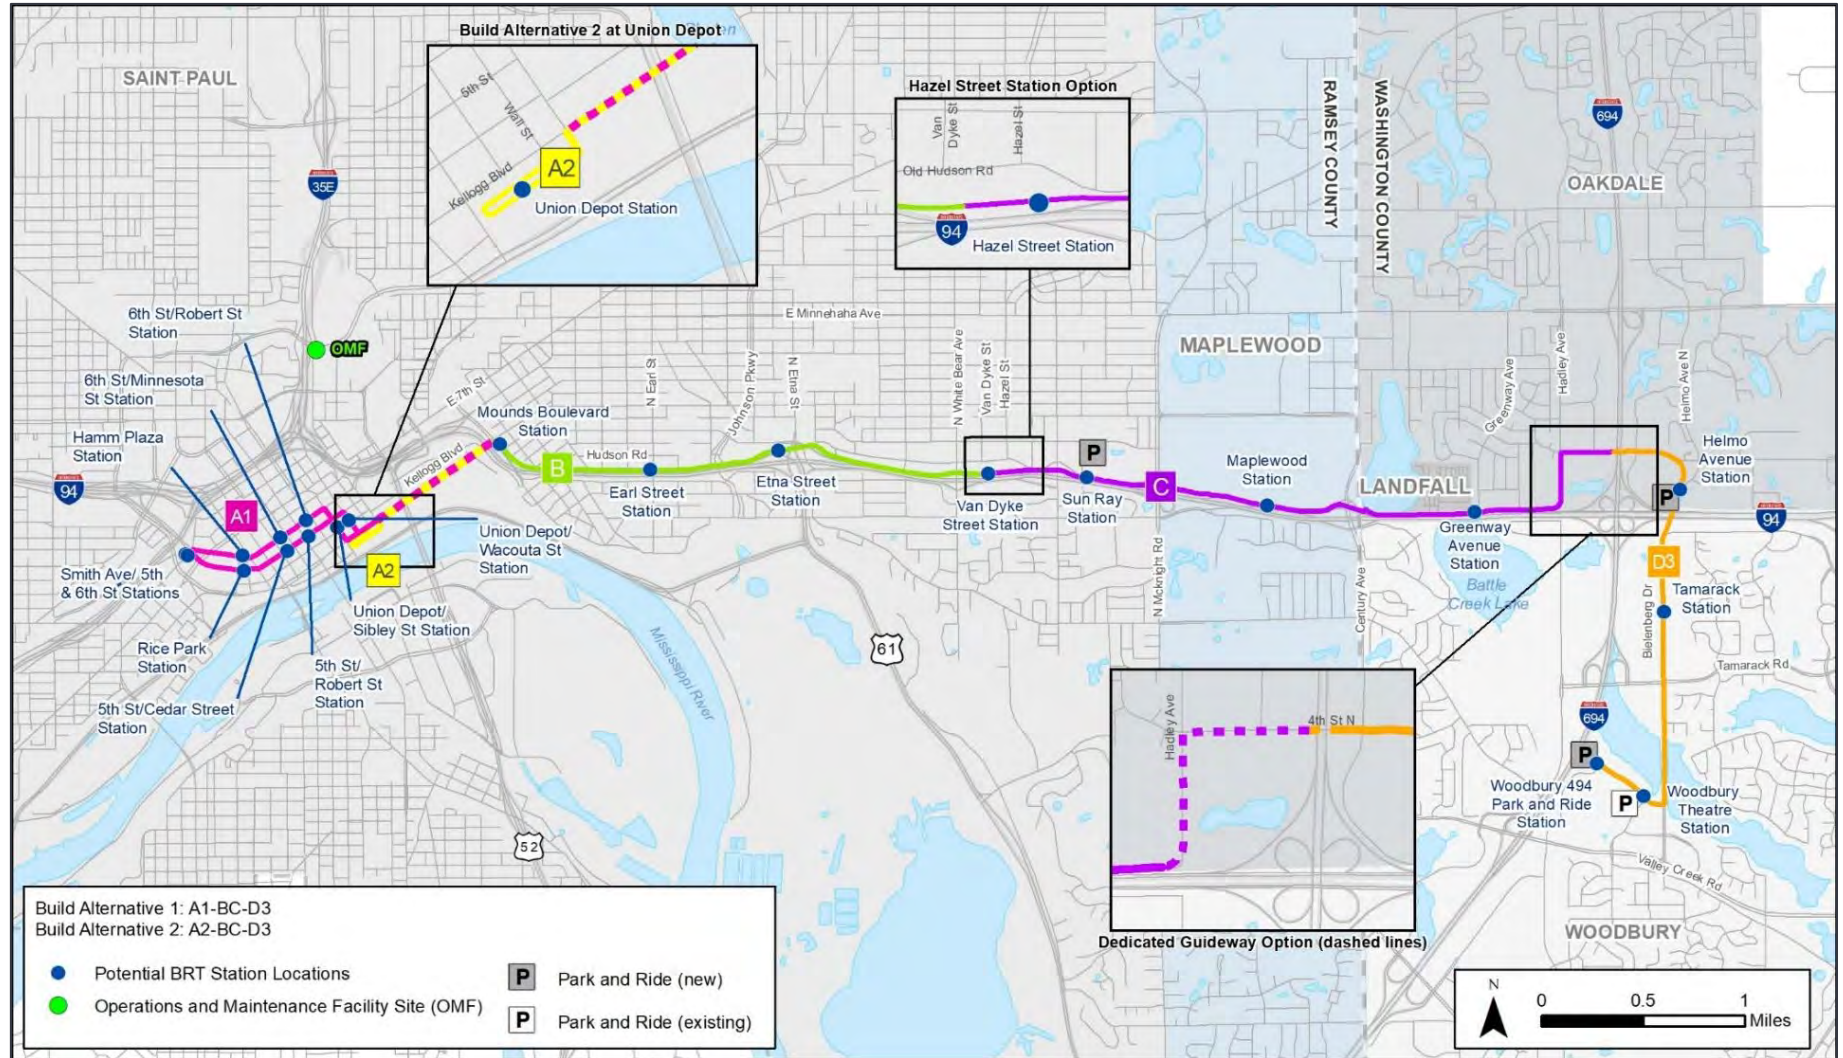 Build Alternative 2 at Union Depot
SAINT PAUL
5th St
Wall St
Kellogg Blvd
A2
Union Depot Station
Hazel Street Station Option
Van
Dyke St
Hazel St
Old Hudson Rd
94
Hazel Street Station
RAMSEY COUNTY
WASHINGTON COUNTY
694
OAKDALE
35E
6th St/Robert St
Station
OMF
6th St/Minnesota
St Station
Hamm Plaza
Station
94
A1
Smith Ave/ 5th
& 6th St Stations
Rice Park
Station
5th St/Cedar Street
Station
5th St/
Robert St
Station
Union Depot/
Sibley St Station
A2
Union Depot/
Wacouta St
Station
Kellogg Blvd
E 7th St
Mounds Boulevard
Station
B
Hudson Rd
N Earl St
Earl Street
Station
Johnson Pkwy
N Etna St
Etna Street
Station
E Minnehaha Ave
N White Bear Ave
Van Dyke St
Hazel St
Van Dyke
Street Station
P
Sun Ray
Station
C
N Mcknight Rd
MAPLEWOOD
Maplewood
Station
Century Ave
LANDFALL
Greenway Ave
Greenway
Avenue
Station
Battle
Creek Lake
Hadley Ave
Helmo Ave N
Helmo
Avenue
Station
P
94
D3
Tamarack
Station
Bielenberg Dr
Tamarack Rd
694
P
Woodbury 494
Park and Ride
Station
P
Woodbury
Theatre
Station
Valley Creek Rd
WOODBURY
Mississippi River
61
52
Hadley Ave
4th St N
Dedicated Guideway Option (dashed lines)
Build Alternative 1: A1-BC-D3
Build Alternative 2: A2-BC-D3
Potential BRT Station Locations
Operations and Maintenance Facility Site (OMF)
P Park and Ride (new)
P Park and Ride (existing)
N
0 0.5 1
Miles